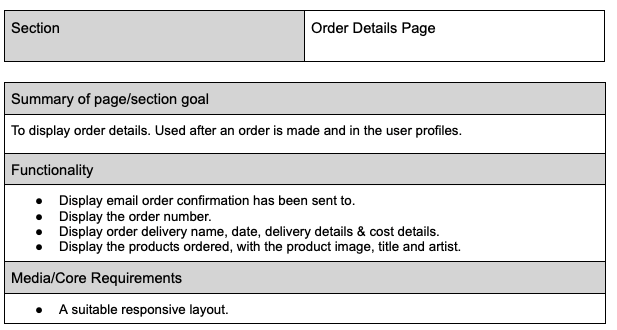 Section
Order Details Page
Summary of page/section goal
To display order details. Used after an order is made and in the user profiles.
Functionality
● Display email order confirmation has been sent to.
● Display the order number.
● Display order delivery name, date, delivery details & cost details.
● Display the products ordered, with the product image, title and artist.
Media/Core Requirements
● A suitable responsive layout.